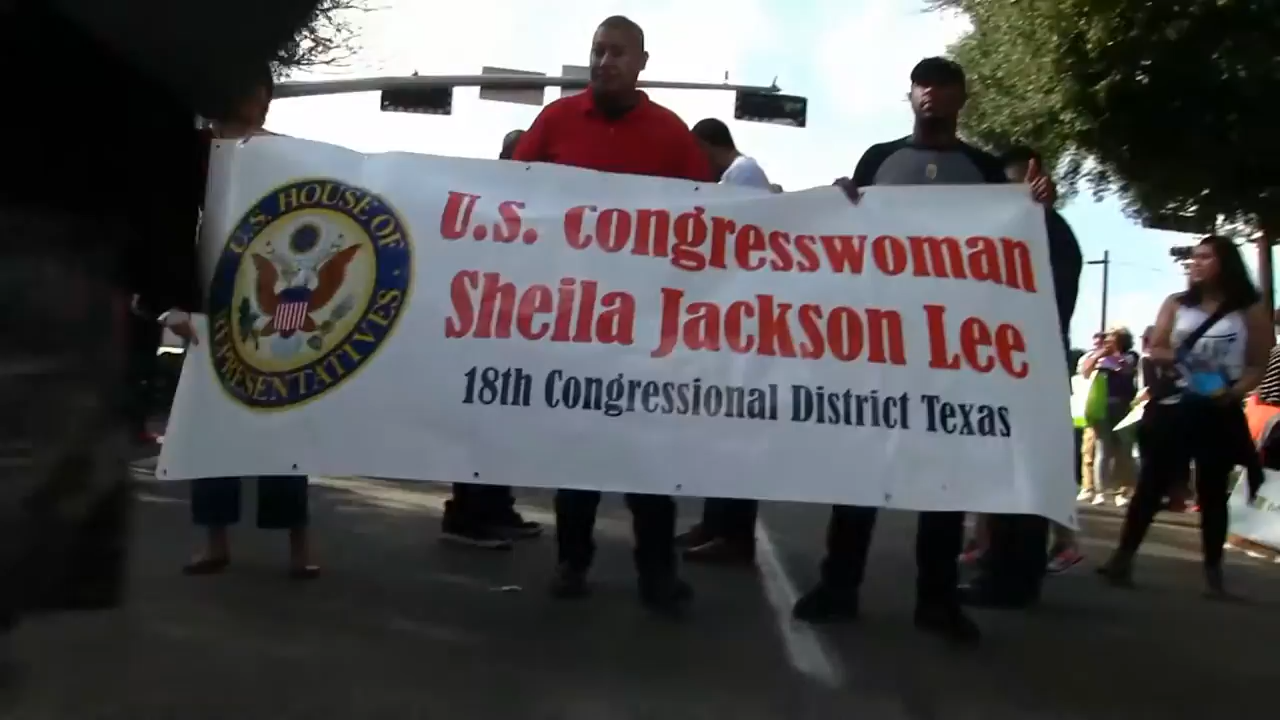 U.S. HOUSE OF REPRESENTATIVES
U.S. Congresswoman
Sheila Jackson Lee
18th Congressional District Texas